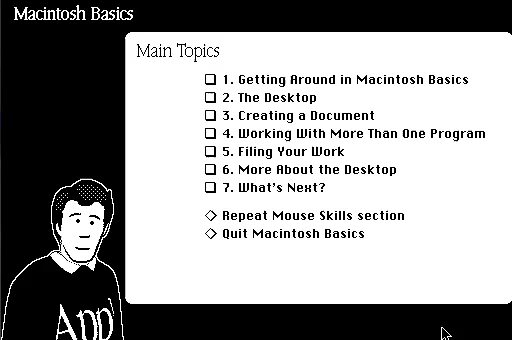 Macintosh Basics
Main Topics
1. Getting Around in Macintosh Basics
2. The Desktop
3. Creating a Document
4. Working With More Than One Program
5. Filing Your Work
6. More About the Desktop
7. What's Next?
Repeat Mouse Skills section
Quit Macintosh Basics
App